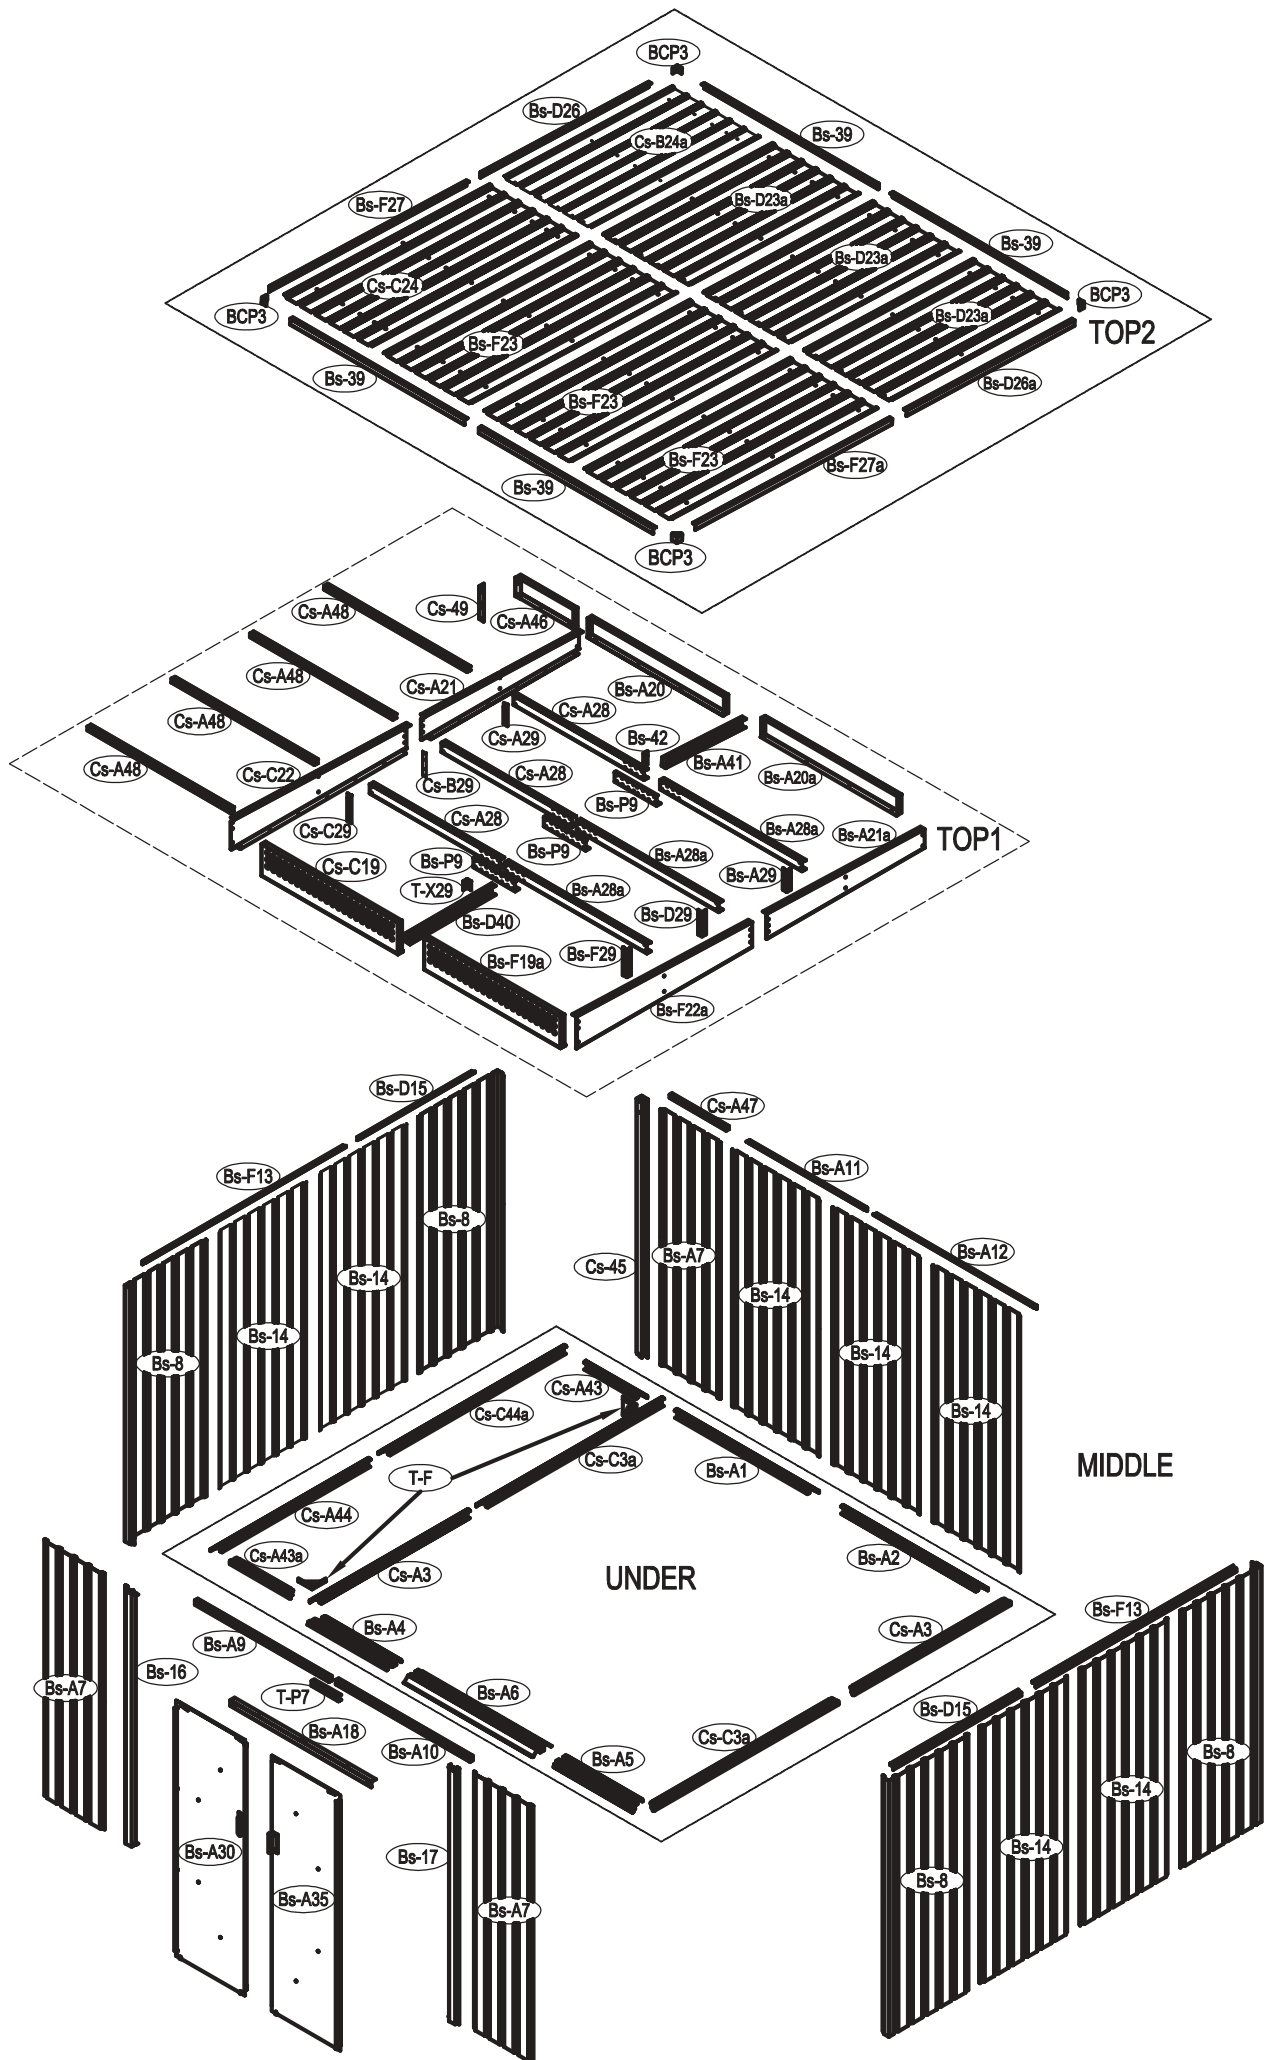 BCP3
Bs-D26
Bs-39
Cs-B24a
Bs-D23a
Bs-F27
Bs-39
Bs-D23a
Cs-C24
BCP3
BCP3
Bs-D23a
TOP2
Bs-F23
Bs-39
Bs-D26a
Bs-F23
Bs-F23
Bs-F27a
Bs-39
BCP3
Cs-49
Cs-A48
Cs-A46
Cs-A48
Cs-A21
Bs-A20
Cs-A28
Cs-A48
Cs-A29
Bs-42
Bs-A41
Cs-A48
Cs-C22
Cs-A28
Bs-A20a
Cs-B29
Bs-P9
Cs-C29
Cs-A28
Bs-A28a
Bs-A21a
TOP1
Cs-C19
Bs-P9
Bs-P9
Bs-A28a
Bs-A29
T-X29
Bs-A28a
Bs-D40
Bs-D29
Bs-F19a
Bs-F29
Bs-F22a
Bs-D15
Cs-A47
Bs-F13
Bs-A11
Bs-8
Bs-A12
Bs-A7
Cs-45
Bs-14
Bs-14
Bs-14
Bs-14
Bs-8
Bs-14
Cs-A43
Cs-C44a
Cs-C3a
MIDDLE
T-F
Bs-A1
Cs-A44
Cs-A43a
Cs-A3
Bs-A2
UNDER
Bs-A4
Cs-A3
Bs-F13
Bs-A9
Bs-16
Bs-A7
T-P7
Bs-A6
Bs-D15
Bs-A18
Bs-A10
Bs-A5
Cs-C3a
Bs-8
Bs-14
Bs-14
Bs-A30
Bs-17
Bs-8
Bs-A35
Bs-A7